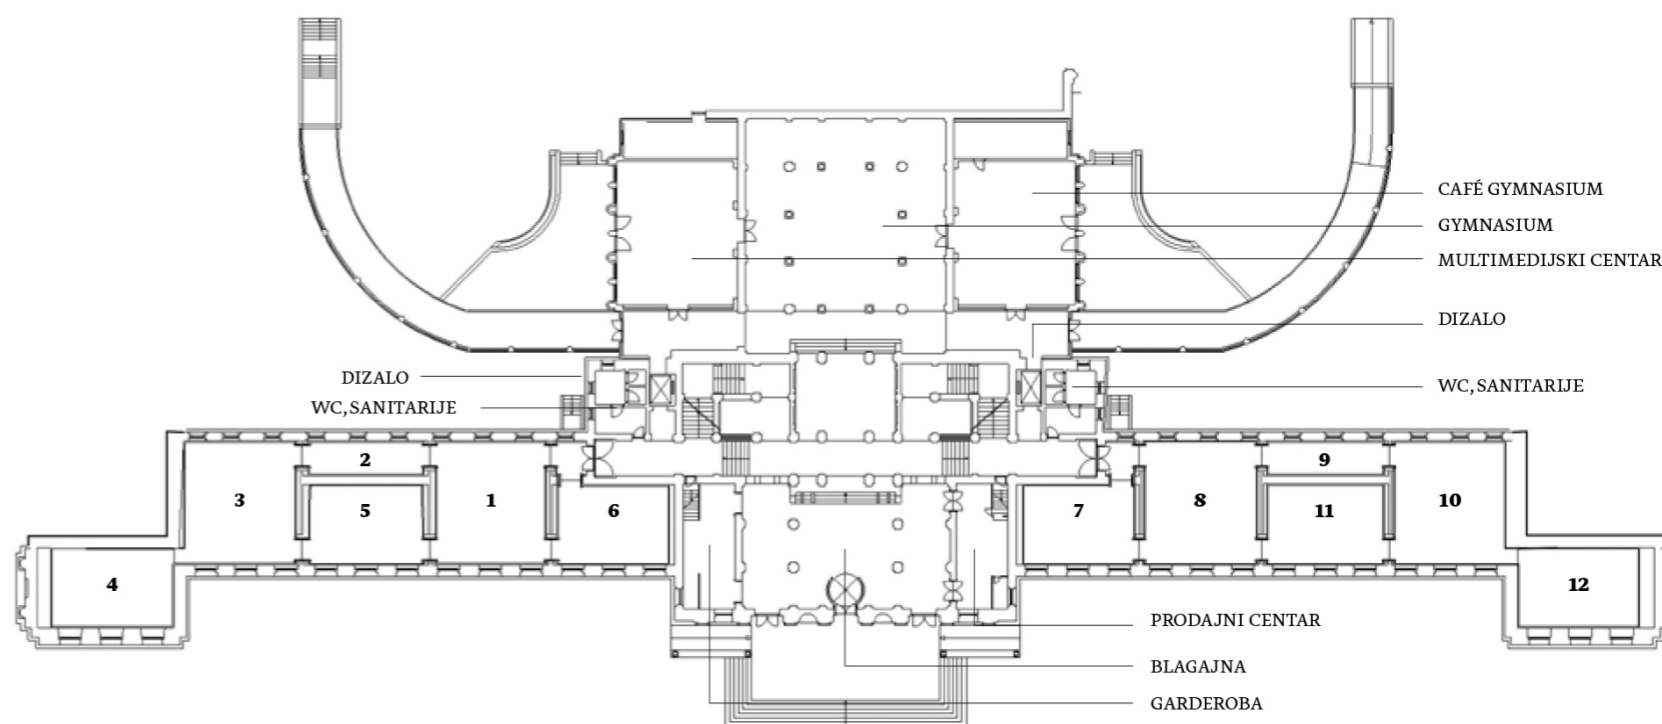 CAFÉ GYMNASIUM
GYMNASIUM
MULTIMEDIJSKI CENTAR
DIZALO
DIZALO
WC, SANITARIJE
WC, SANITARIJE
2
9
3
5
1
6
7
8
11
10
4
12
PRODAJNI CENTAR
BLAGAJNA
GARDEROBA